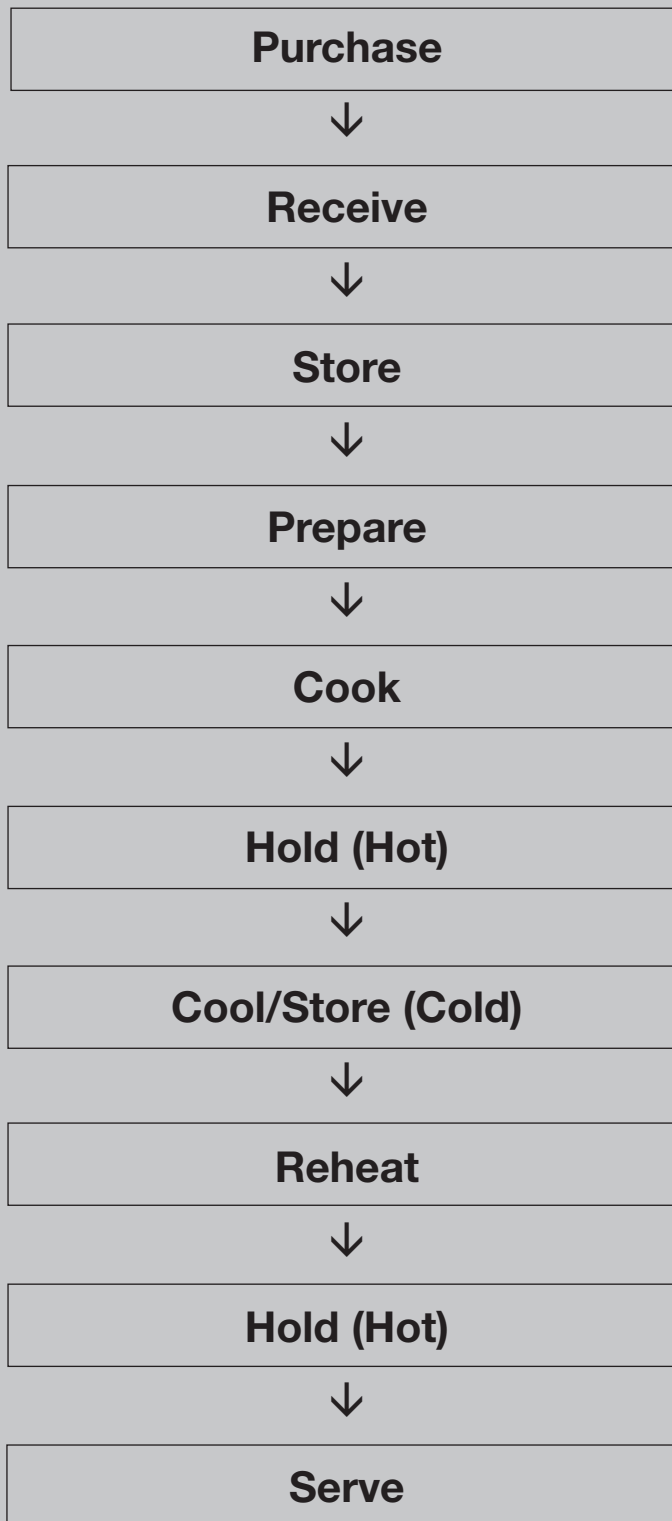 Purchase
↓
Receive
↓
Store
↓
Prepare
↓
Cook
↓
Hold (Hot)
↓
Cool/Store (Cold)
↓
Reheat
↓
Hold (Hot)
↓
Serve